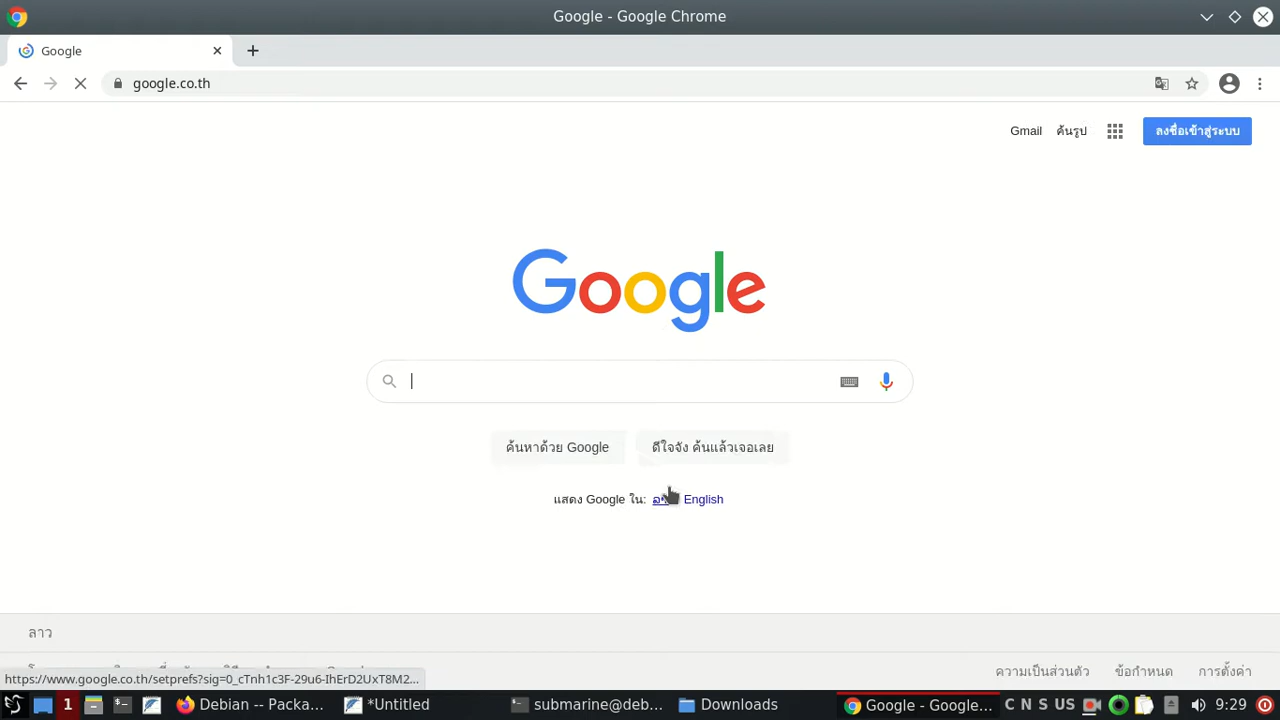 Google - Google Chrome
Google
google.co.th
Gmail ค้นรูป ลงชื่อเข้าสู่ระบบ
Google
ค้นหาด้วย Google ดีใจจัง ค้นแล้วเจอเลย
แสดง Google ใน: English
ลาว
https://www.google.co.th/setprefs?sig=0_cTnh1c3F-29u6-IhErD2UxT8M2...
ความเป็นส่วนตัว ข้อกำหนด การตั้งค่า
1 Debian -- Packa... *Untitled submarine@deb... Downloads Google - Google... C N S US 9:29